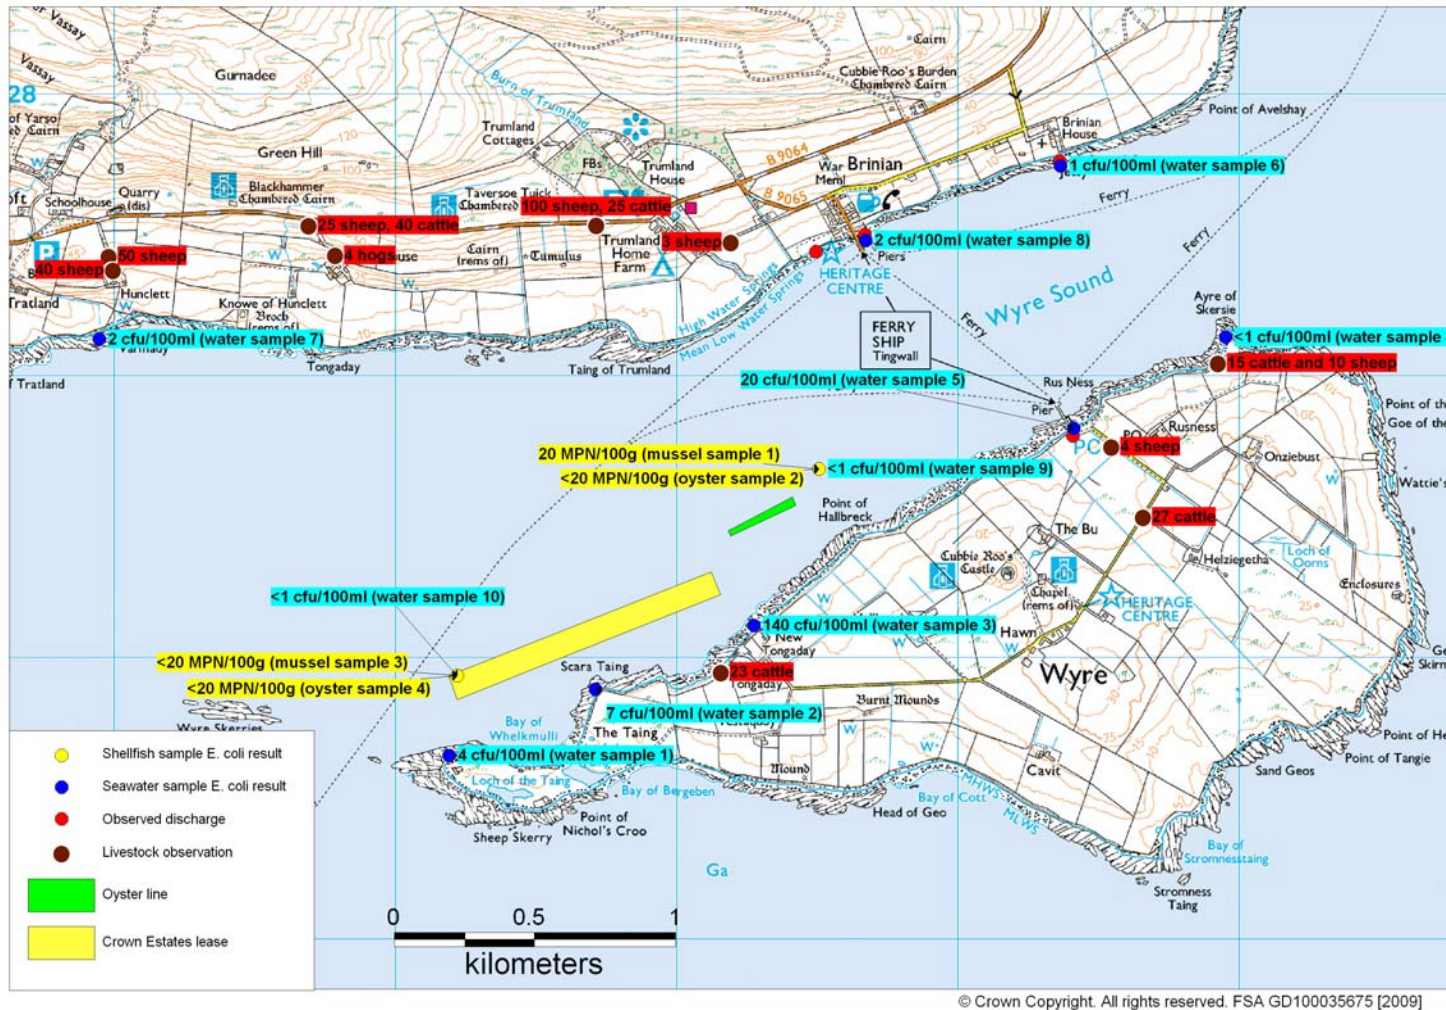 Vassay
Vassay
28
of Yarso
Cairn
Gurnadee
Green Hill
Quarry
(dis)
Schoolhouse
Blackhammer
Chambered Cairn
Burn of Trumland
Trumland
Cottages
FBs
Trumland
House
Taversoe Tuick
Chambered
B 9064
B 9065
Cairn
Cubbie Roo's Burden
Chambered Cairn
War
Meml
Brinian
Brinian
House
Point of Avelshay
Jetty
1 cfu/100ml (water sample 6)
100 sheep, 25 cattle
25 sheep, 40 cattle
50 sheep
40 sheep
4 hogs
use
3 sheep
P
Tratland
Hunclett
Knowe of Hunclett
Broch
(rems of)
Cairn
(rems of)
Tumulus
Trumland
Home
Farm
2 cfu/100ml (water sample 8)
Piers
HERITAGE
CENTRE
High Water Springs
Mean Low Water Springs
Ferry
Ferry
Ferry
Wyre Sound
2 cfu/100ml (water sample 7)
of Tratland
Tongaday
Taing of Trumland
FERRY
SHIP
Tingwall
Ayre of
Skersie
<1 cfu/100ml (water sample
15 cattle and 10 sheep
20 cfu/100ml (water sample 5)
Rus Ness
Pier
PO
Rusness
PC
4 sheep
Point of the
Goe of the
Onziebust
Wattie's
20 MPN/100g (mussel sample 1)
<20 MPN/100g (oyster sample 2)
<1 cfu/100ml (water sample 9)
Point of
Hallbreck
27 cattle
The Bu
Helziegetha
Loch of
Oorns
Enclosures
Cubbie Roo's
Castle
Chapel
(rems of)
HERITAGE
CENTRE
<1 cfu/100ml (water sample 10)
140 cfu/100ml (water sample 3)
New
Tongaday
Hawn
Wyre
<20 MPN/100g (mussel sample 3)
<20 MPN/100g (oyster sample 4)
Scara Taing
23 cattle
Tongaday
Burnt Mounds
7 cfu/100ml (water sample 2)
The Taing
Wyre Skerries
Bay of
Whelkmulli
4 cfu/100ml (water sample 1)
Loch of the Taing
Bay of Bergeben
Mound
Cavit
Sheep Skerry
Point of
Nichol's Croo
Head of Geo
Bay of Cott
MHWS
MLWS
Sand Geos
Point of Tangie
Point of He
Bay of
Stromnesstaing
Stromness
Taing
Ga
Shellfish sample E. coli result
Seawater sample E. coli result
Observed discharge
Livestock observation
Oyster line
Crown Estates lease
0 0.5 1
kilometers
© Crown Copyright. All rights reserved. FSA GD100035675 [2009]